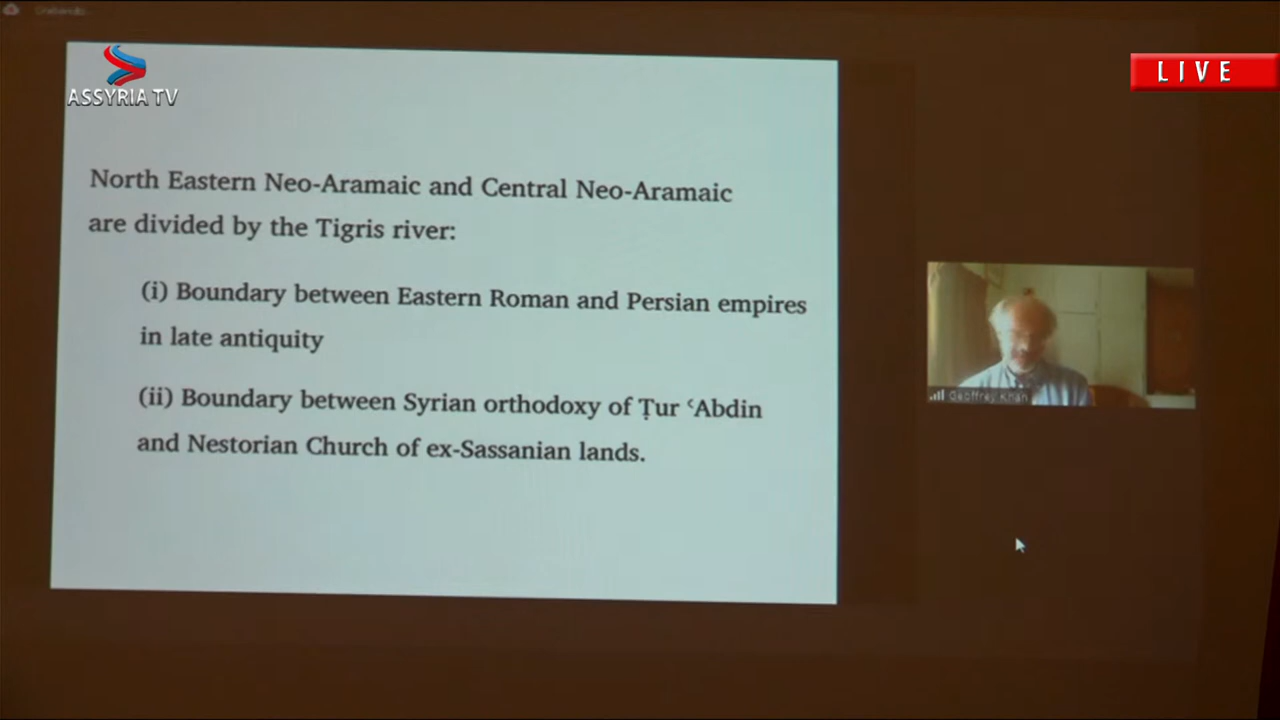 ASSYRIA TV
LIVE
North Eastern Neo-Aramaic and Central Neo-Aramaic
are divided by the Tigris river:
(i) Boundary between Eastern Roman and Persian empires
in late antiquity
(ii) Boundary between Syrian orthodoxy of Ṭur ʿAbdin
and Nestorian Church of ex-Sassanian lands.
Geoffrey Khan